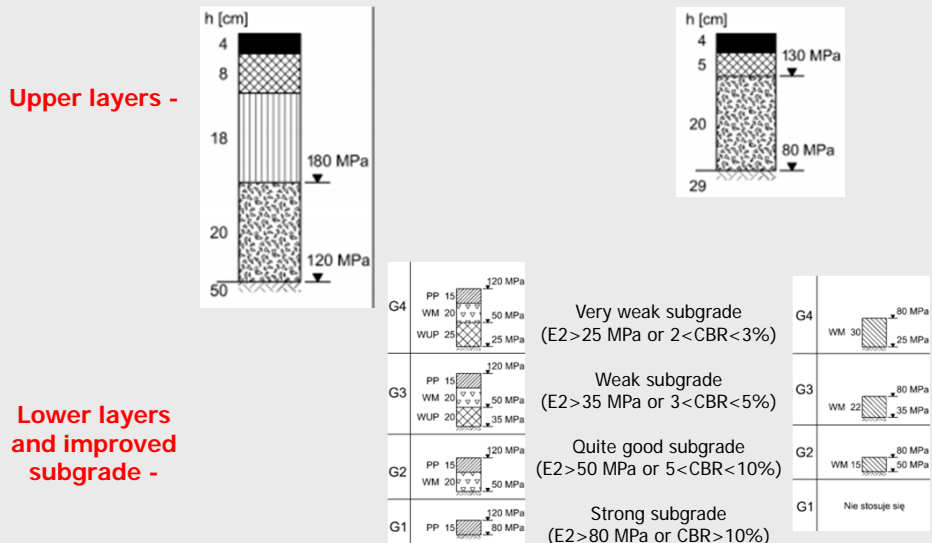 h [cm]
4
8
18
180 MPa
20
120 MPa
50
h [cm]
4
130 MPa
5
20
80 MPa
29
Upper layers -
Lower layers
and improved
subgrade -
G4
120 MPa
PP 15
WM 20
50 MPa
WUP 25
25 MPa
G3
120 MPa
PP 15
WM 20
50 MPa
WUP 20
35 MPa
G2
120 MPa
PP 15
WM 20
50 MPa
G1
120 MPa
PP 15
80 MPa
Very weak subgrade
(E2>25 MPa or 2<CBR<3%)
Weak subgrade
(E2>35 MPa or 3<CBR<5%)
Quite good subgrade
(E2>50 MPa or 5<CBR<10%)
Strong subgrade
(E2>80 MPa or CBR>10%)
G4
80 MPa
WM 30
25 MPa
G3
80 MPa
WM 22
35 MPa
G2
80 MPa
WM 15
50 MPa
G1
Nie stosuje się